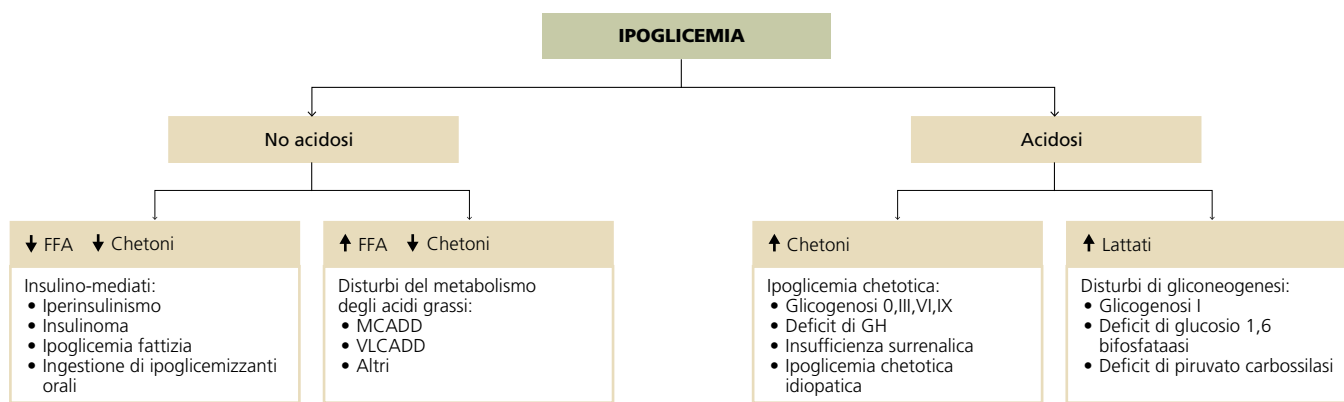 IPOGLICEMIA
No acidosi
Acidosi
↓ FFA ↓ Chetoni
Insulino-mediati:
• Iperinsulinismo
• Insulinoma
• Ipoglicemia fattizia
• Ingestione di ipoglicemizzanti
orali
↑ FFA ↓ Chetoni
Disturbi del metabolismo
degli acidi grassi:
• MCADD
• VLCADD
• Altri
↑ Chetoni
Ipoglicemia chetotica:
• Glicogenosi 0,III,VI,IX
• Deficit di GH
• Insufficienza surrenalica
• Ipoglicemia chetotica
idiopatica
↑ Lattati
Disturbi di gliconeogenesi:
• Glicogenosi I
• Deficit di glucosio 1,6
bifosfataasi
• Deficit di piruvato carbossilasi